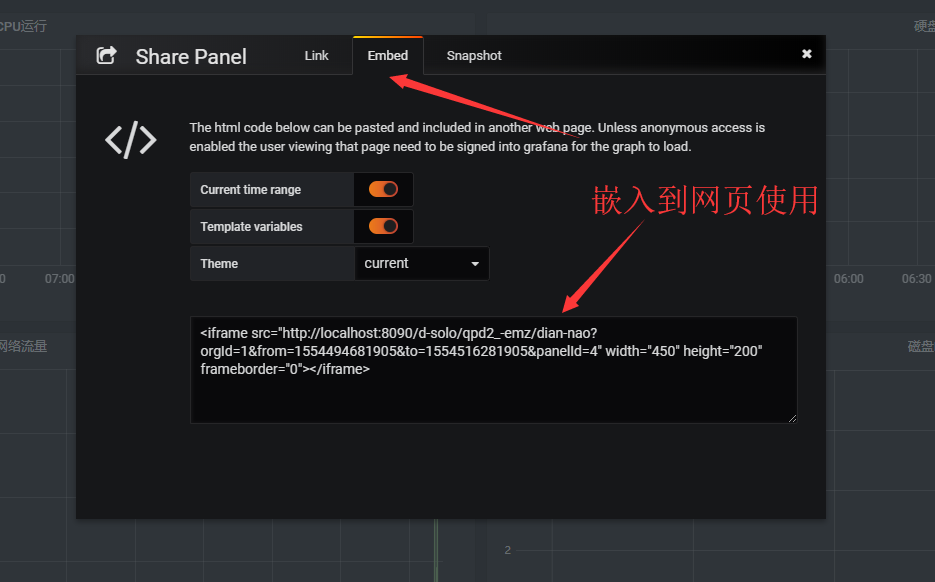 CPU运行
硬盘
Share Panel
Link
Embed
Snapshot
The html code below can be pasted and included in another web page. Unless anonymous access is
enabled the user viewing that page need to be signed into grafana for the graph to load.
Current time range
嵌入到网页使用
Template variables
Theme
current
0
07:00
06:00
06:30
<iframe src="http://localhost:8090/d-solo/qpd2_-emz/dian-nao?
orgId=1&from=1554494681905&to=1554516281905&panelId=4" width="450" height="200"
frameborder="0"></iframe>
网络流量
磁盘
2